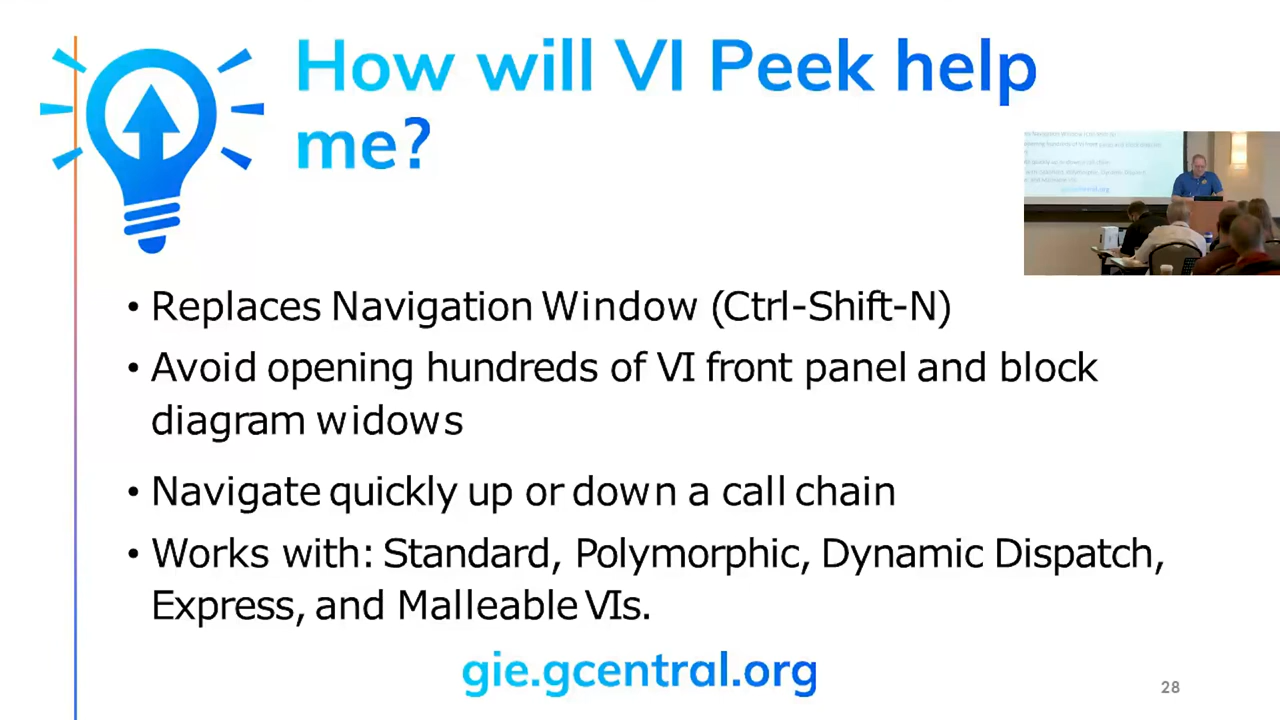 How will VI Peek help
me?
• Replaces Navigation Window (Ctrl-Shift-N)
• Avoid opening hundreds of VI front panel and block
diagram widows
• Navigate quickly up or down a call chain
• Works with: Standard, Polymorphic, Dynamic Dispatch,
Express, and Malleable VIs.
gie.gcentral.org
28